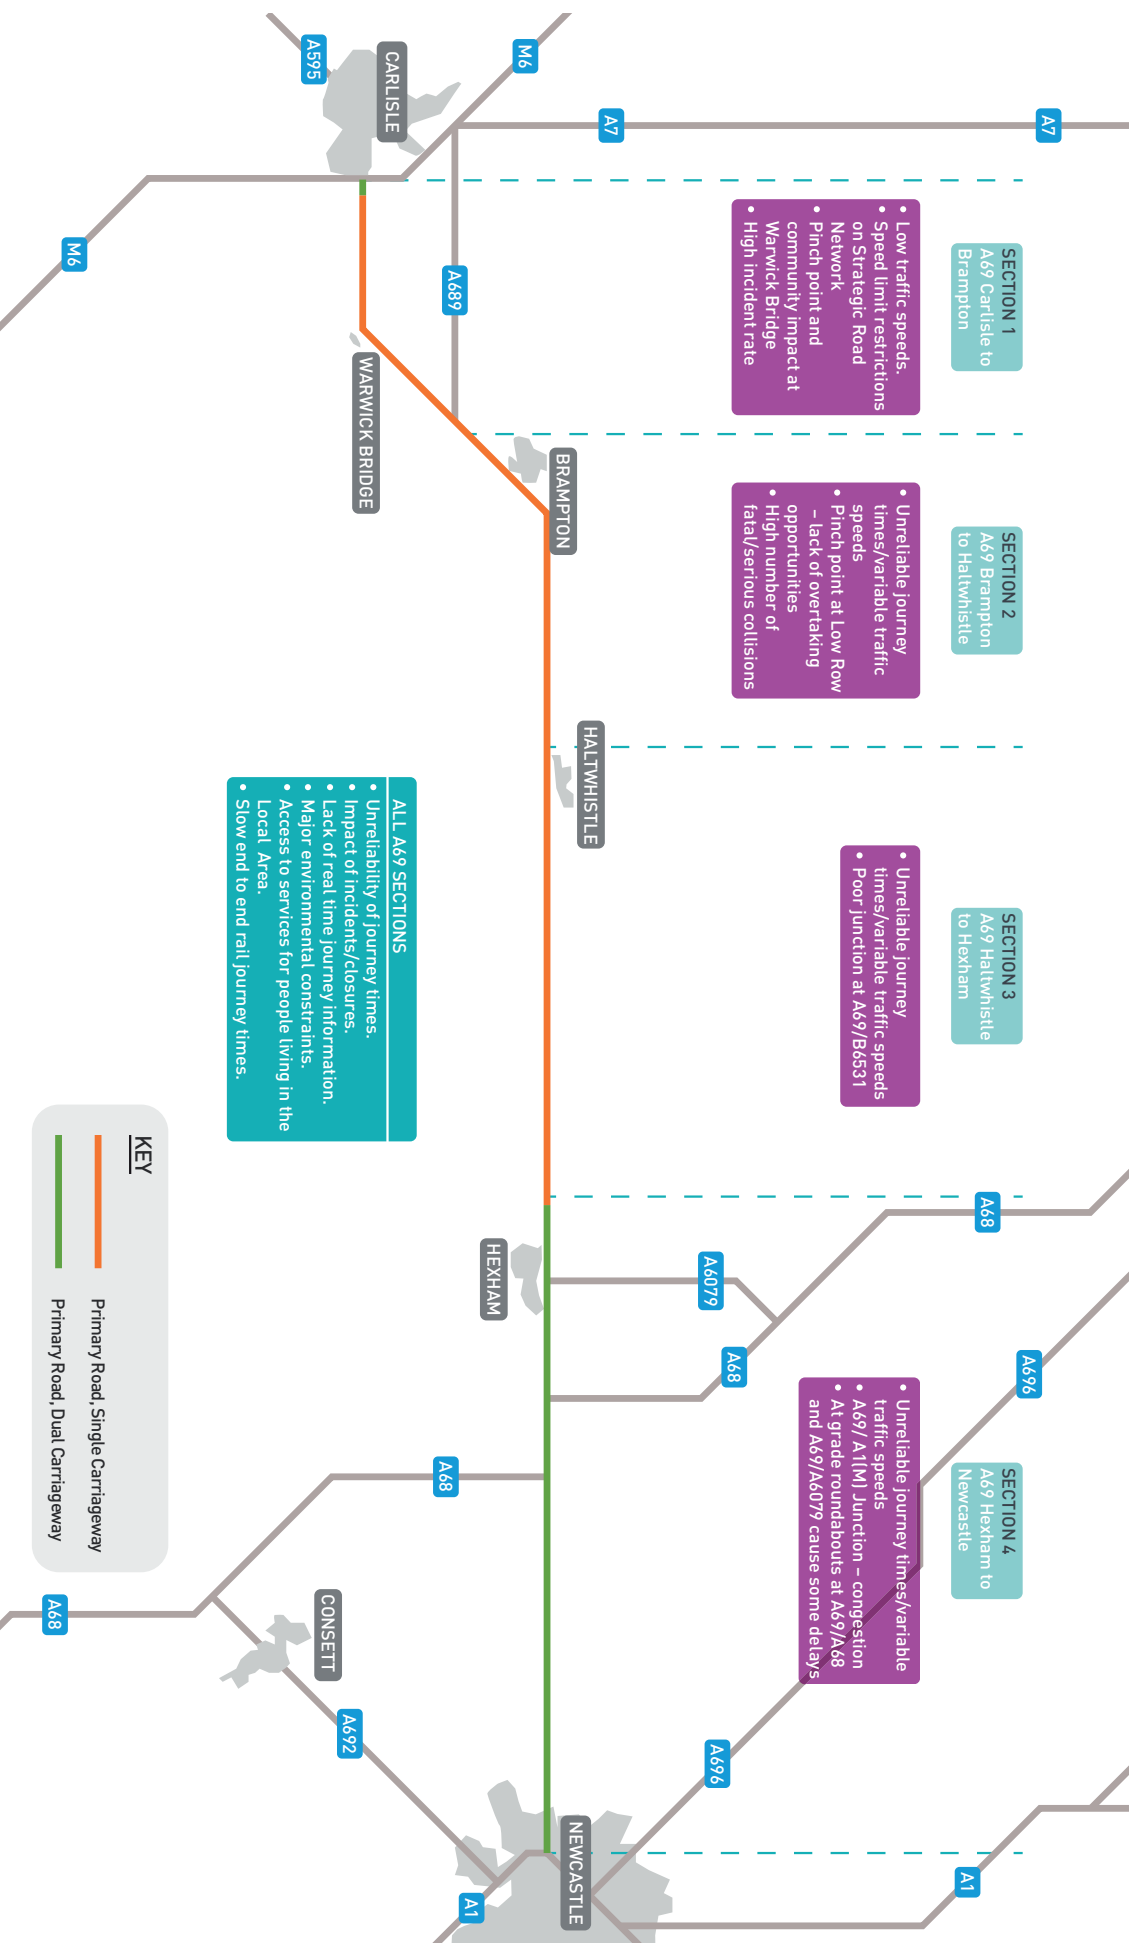 SECTION 1
A69 Carlisle to
Brampton
SECTION 2
A69 Brampton
to Haltwhistle
SECTION 3
A69 Haltwhistle
to Hexham
SECTION 4
A69 Hexham to
Newcastle
• Low traffic speeds.
• Speed limit restrictions
on Strategic Road
Network
• Pinch point and
community impact at
Warwick Bridge
• High incident rate
• Unreliable journey
times/variable traffic
speeds
• Pinch point at Low Row
– lack of overtaking
opportunities
• High number of
fatal/serious collisions
• Unreliable journey
times/variable traffic speeds
• Poor junction at A69/B6531
• Unreliable journey times/variable
traffic speeds
• A69/ A1(M) Junction – congestion
• At grade roundabouts at A69/A68
and A69/A6079 cause some delays
A7
A7
M6
A595
CARLISLE
A689
M6
WARWICK BRIDGE
BRAMPTON
HALTWHISTLE
HEXHAM
A68
A6079
A68
A696
A68
A68
CONSETT
A692
A696
A1
NEWCASTLE
A1
ALL A69 SECTIONS
• Unreliability of journey times.
• Impact of incidents/closures.
• Lack of real time journey information.
• Major environmental constraints.
• Access to services for people living in the
Local Area.
• Slow end to end rail journey times.
KEY
Primary Road, Single Carriageway
Primary Road, Dual Carriageway